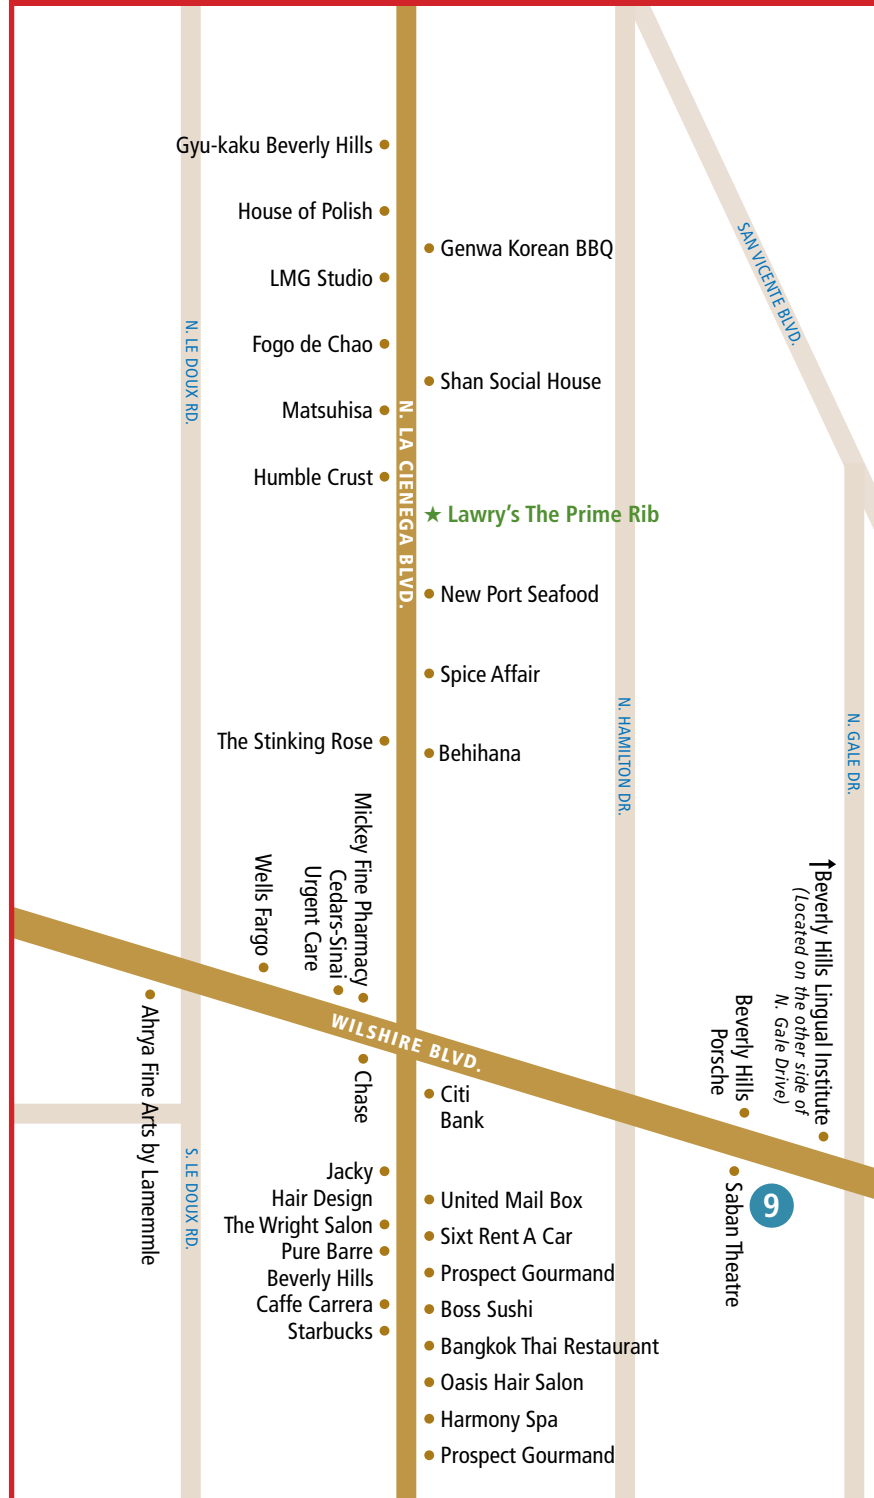 Gyu-kaku Beverly Hills
House of Polish
Genwa Korean BBQ
SAN VICENTE BLVD.
LMG Studio
N. LE DOUX RD.
Fogo de Chao
Shan Social House
Matsuhisa
N. LA CIENEGA BLVD.
Humble Crust
Lawry's The Prime Rib
New Port Seafood
Spice Affair
N. HAMILTON DR.
N. GALE DR.
The Stinking Rose
Behihana
Mickey Fine Pharmacy
Cedars-Sinai
Urgent Care
Wells Fargo
Beverly Hills Lingual Institute
(Located on the other side of
N. Gale Drive)
Beverly Hills
Porsche
WILSHIRE BLVD.
Ahrya Fine Arts by Lamemmle
Chase
Citi
Bank
S. LE DOUX RD.
Jacky
Hair Design
The Wright Salon
Pure Barre
Beverly Hills
Caffe Carrera
Starbucks
United Mail Box
Sixt Rent A Car
Prospect Gourmand
Boss Sushi
Bangkok Thai Restaurant
Oasis Hair Salon
Harmony Spa
Prospect Gourmand
Saban Theatre
9